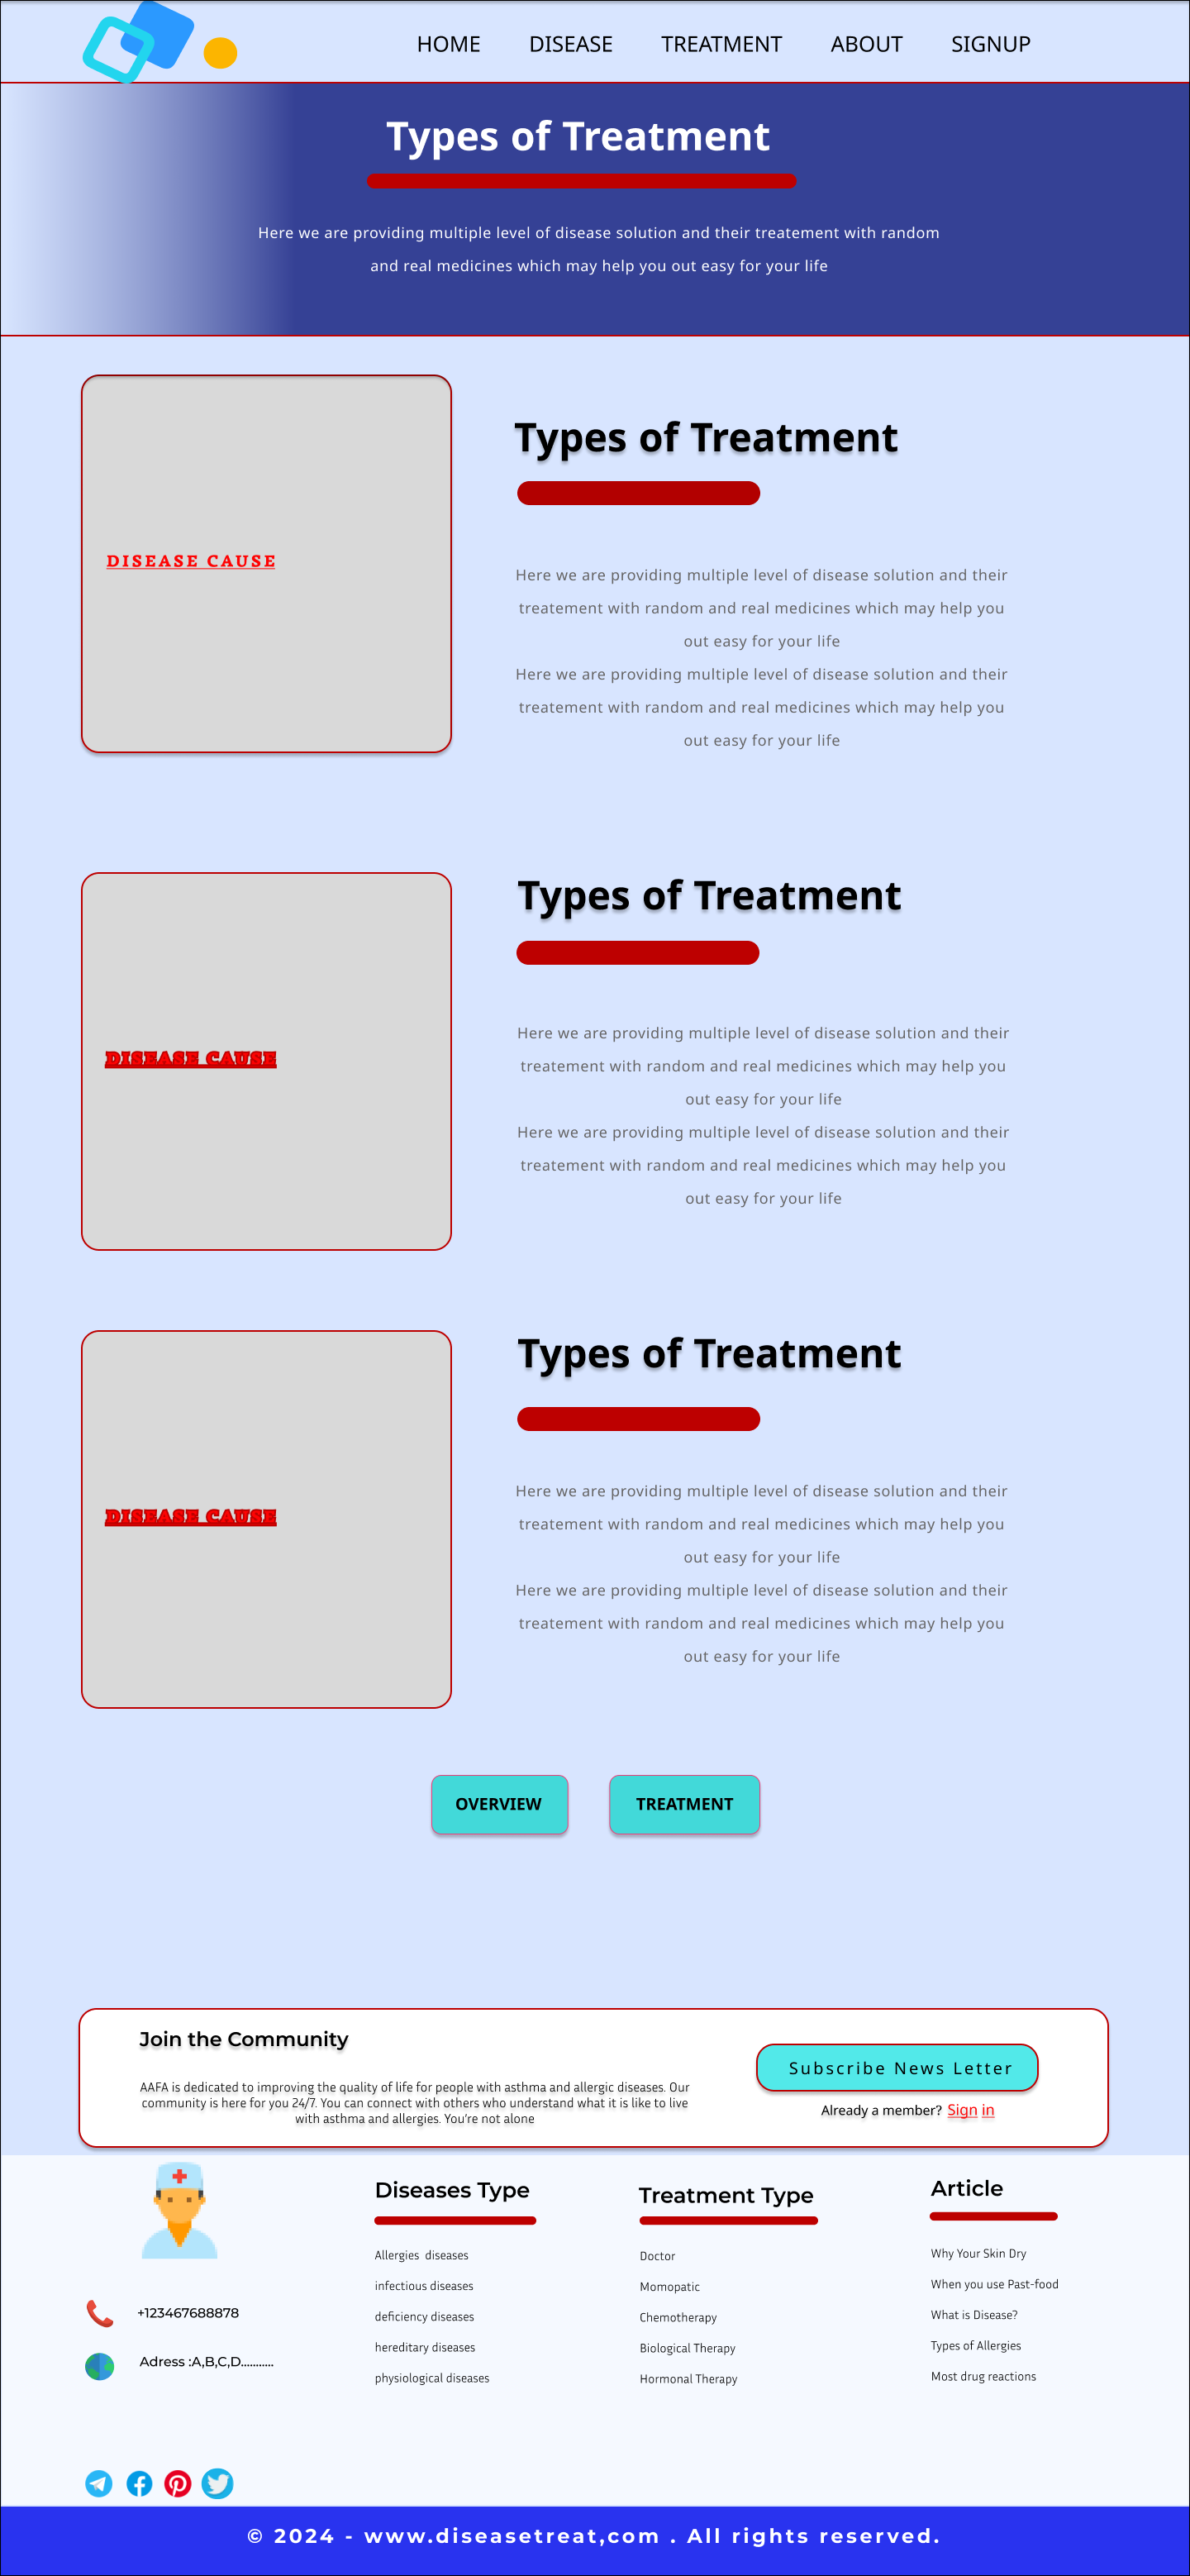 HOME DISEASE TREATMENT ABOUT SIGNUP
Types of Treatment
Here we are providing multiple level of disease solution and their treatement with random
and real medicines which may help you out easy for your life
DISEASE CAUSE
Types of Treatment
Here we are providing multiple level of disease solution and their
treatement with random and real medicines which may help you
out easy for your life
Here we are providing multiple level of disease solution and their
treatement with random and real medicines which may help you
out easy for your life
DISEASE CAUSE
Types of Treatment
Here we are providing multiple level of disease solution and their
treatement with random and real medicines which may help you
out easy for your life
Here we are providing multiple level of disease solution and their
treatement with random and real medicines which may help you
out easy for your life
DISEASE CAUSE
Types of Treatment
Here we are providing multiple level of disease solution and their
treatement with random and real medicines which may help you
out easy for your life
Here we are providing multiple level of disease solution and their
treatement with random and real medicines which may help you
out easy for your life
OVERVIEW
TREATMENT
Join the Community
AAFA is dedicated to improving the quality of life for people with asthma and allergic diseases. Our
community is here for you 24/7. You can connect with others who understand what it is like to live
with asthma and allergies. You're not alone
Subscribe News Letter
Already a member? Sign in
+123467688878
Adress :A,B,C,D...........
Diseases Type
Allergies diseases
infectious diseases
deficiency diseases
hereditary diseases
physiological diseases
Treatment Type
Doctor
Momopatic
Chemotherapy
Biological Therapy
Hormonal Therapy
Article
Why Your Skin Dry
When you use Past-food
What is Disease?
Types of Allergies
Most drug reactions
© 2024 - www.diseasetreat,com . All rights reserved.